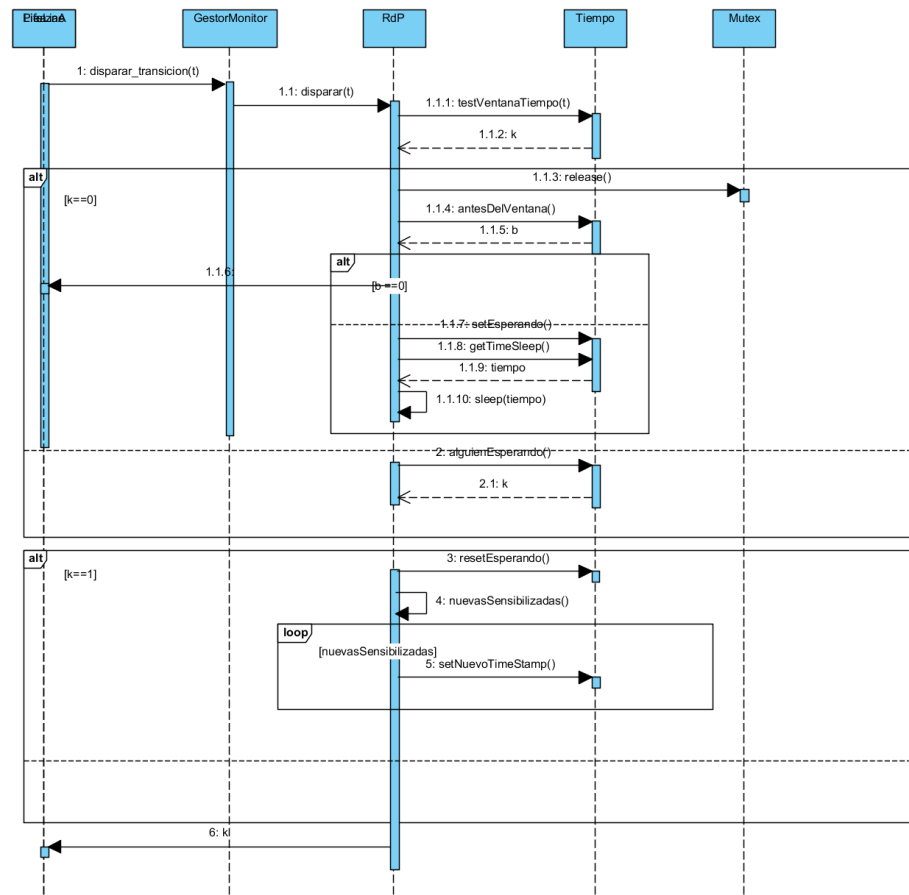 GestorMonitor
RdP
Tiempo
Mutex
1: disparar_transicion(t)
1.1: disparar(t)
1.1.1: testVentanaTiempo(t)
1.1.2: k
alt
[k==0]
1.1.3: release()
1.1.4: antesDelVentana()
1.1.5: b
alt
1.1.6:
[b ==0]
1.1.7: setEsperando()
1.1.8: getTimeSleep()
1.1.9: tiempo
1.1.10: sleep(tiempo)
2: alguienEsperando()
2.1: k
alt
[k==1]
3: resetEsperando()
4: nuevasSensibilizadas()
loop
[nuevasSensibilizadas]
5: setNuevoTimeStamp()
6: kl